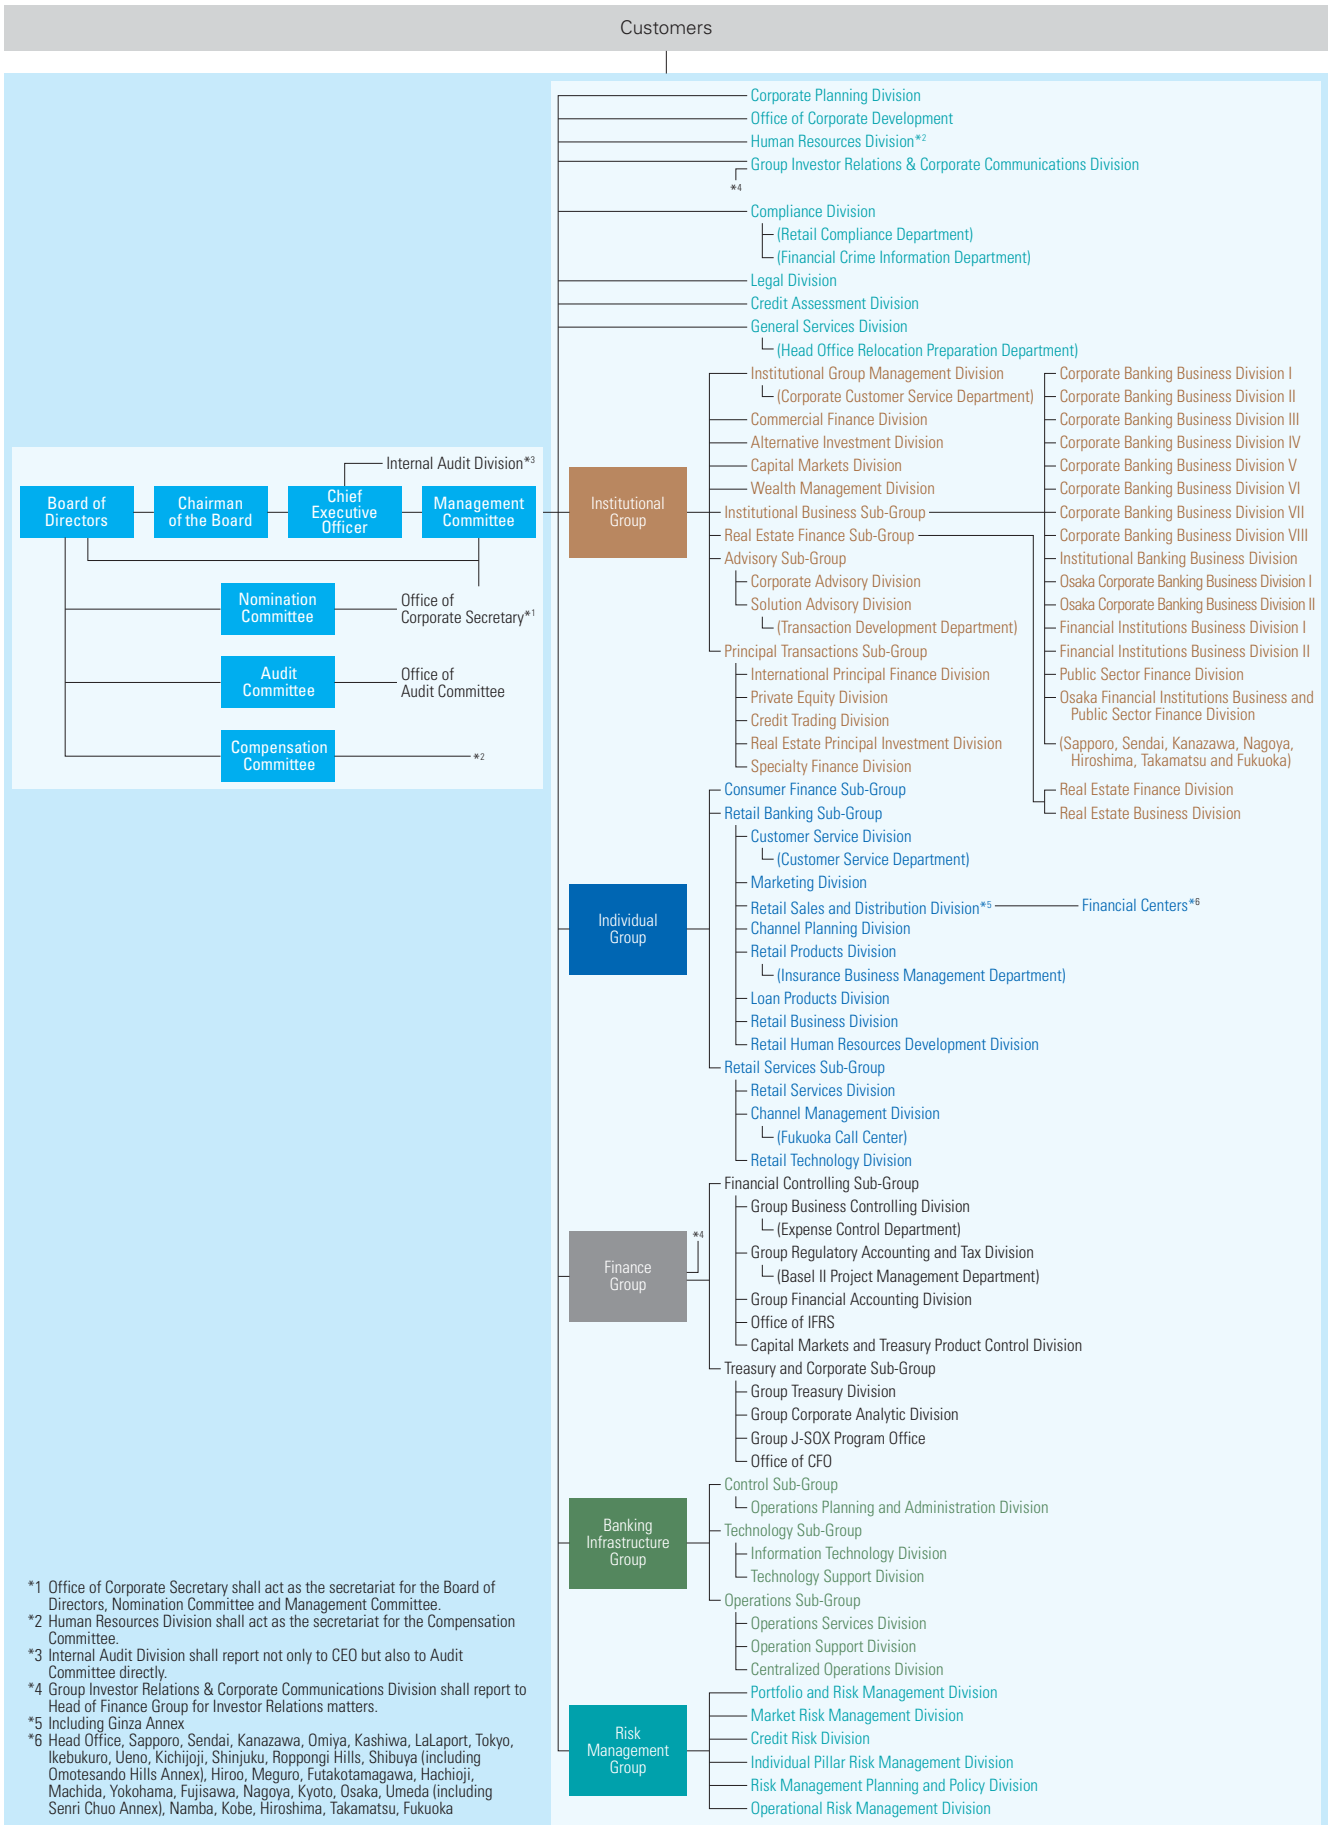 Customers
Corporate Planning Division
Office of Corporate Development
Human Resources Division*2
Group Investor Relations & Corporate Communications Division
*4
Compliance Division
(Retail Compliance Department)
(Financial Crime Information Department)
Legal Division
Credit Assessment Division
General Services Division
(Head Office Relocation Preparation Department)
Internal Audit Division*3
Board of
Directors
Chairman
of the Board
Chief
Executive
Officer
Management
Committee
Nomination
Committee
Office of
Corporate Secretary*1
Audit
Committee
Office of
Audit Committee
Compensation
Committee
*2
Institutional
Group
Institutional Group Management Division
(Corporate Customer Service Department)
Commercial Finance Division
Alternative Investment Division
Capital Markets Division
Wealth Management Division
Institutional Business Sub-Group
Real Estate Finance Sub-Group
Advisory Sub-Group
Corporate Advisory Division
Solution Advisory Division
(Transaction Development Department)
Principal Transactions Sub-Group
International Principal Finance Division
Private Equity Division
Credit Trading Division
Real Estate Principal Investment Division
Specialty Finance Division
Corporate Banking Business Division I
Corporate Banking Business Division II
Corporate Banking Business Division III
Corporate Banking Business Division IV
Corporate Banking Business Division V
Corporate Banking Business Division VI
Corporate Banking Business Division VII
Corporate Banking Business Division VIII
Institutional Banking Business Division
Osaka Corporate Banking Business Division I
Osaka Corporate Banking Business Division II
Financial Institutions Business Division I
Financial Institutions Business Division II
Public Sector Finance Division
Osaka Financial Institutions Business and
Public Sector Finance Division
(Sapporo, Sendai, Kanazawa, Nagoya,
Hiroshima, Takamatsu and Fukuoka)
Real Estate Finance Division
Real Estate Business Division
Individual
Group
Consumer Finance Sub-Group
Retail Banking Sub-Group
Customer Service Division
(Customer Service Department)
Marketing Division
Retail Sales and Distribution Division*5
Financial Centers*6
Channel Planning Division
Retail Products Division
(Insurance Business Management Department)
Loan Products Division
Retail Business Division
Retail Human Resources Development Division
Retail Services Sub-Group
Retail Services Division
Channel Management Division
(Fukuoka Call Center)
Retail Technology Division
Finance
Group
*4
Financial Controlling Sub-Group
Group Business Controlling Division
(Expense Control Department)
Group Regulatory Accounting and Tax Division
(Basel II Project Management Department)
Group Financial Accounting Division
Office of IFRS
Capital Markets and Treasury Product Control Division
Treasury and Corporate Sub-Group
Group Treasury Division
Group Corporate Analytic Division
Group J-SOX Program Office
Office of CFO
Banking
Infrastructure
Group
Control Sub-Group
Operations Planning and Administration Division
Technology Sub-Group
Information Technology Division
Technology Support Division
Operations Sub-Group
Operations Services Division
Operation Support Division
Centralized Operations Division
Risk
Management
Group
Portfolio and Risk Management Division
Market Risk Management Division
Credit Risk Division
Individual Pillar Risk Management Division
Risk Management Planning and Policy Division
Operational Risk Management Division
*1 Office of Corporate Secretary shall act as the secretariat for the Board of
Directors, Nomination Committee and Management Committee.
*2 Human Resources Division shall act as the secretariat for the Compensation
Committee.
*3 Internal Audit Division shall report not only to CEO but also to Audit
Committee directly.
*4 Group Investor Relations & Corporate Communications Division shall report to
Head of Finance Group for Investor Relations matters.
*5 Including Ginza Annex
*6 Head Office, Sapporo, Sendai, Kanazawa, Omiya, Kashiwa, LaLaport, Tokyo,
Ikebukuro, Ueno, Kichijoji, Shinjuku, Roppongi Hills, Shibuya (including
Omotesando Hills Annex), Hiroo, Meguro, Futakotamagawa, Hachioji,
Machida, Yokohama, Fujisawa, Nagoya, Kyoto, Osaka, Umeda (including
Senri Chuo Annex), Namba, Kobe, Hiroshima, Takamatsu, Fukuoka